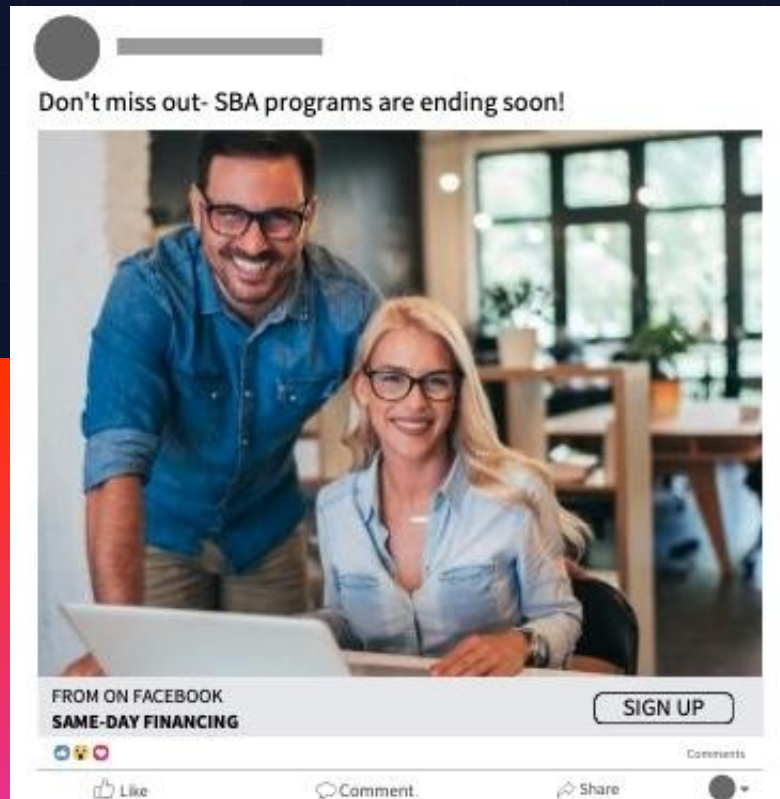 Don't miss out- SBA programs are ending soon!
FROM ON FACEBOOK
SAME-DAY FINANCING
SIGN UP
Comments
Like
Comment
Share